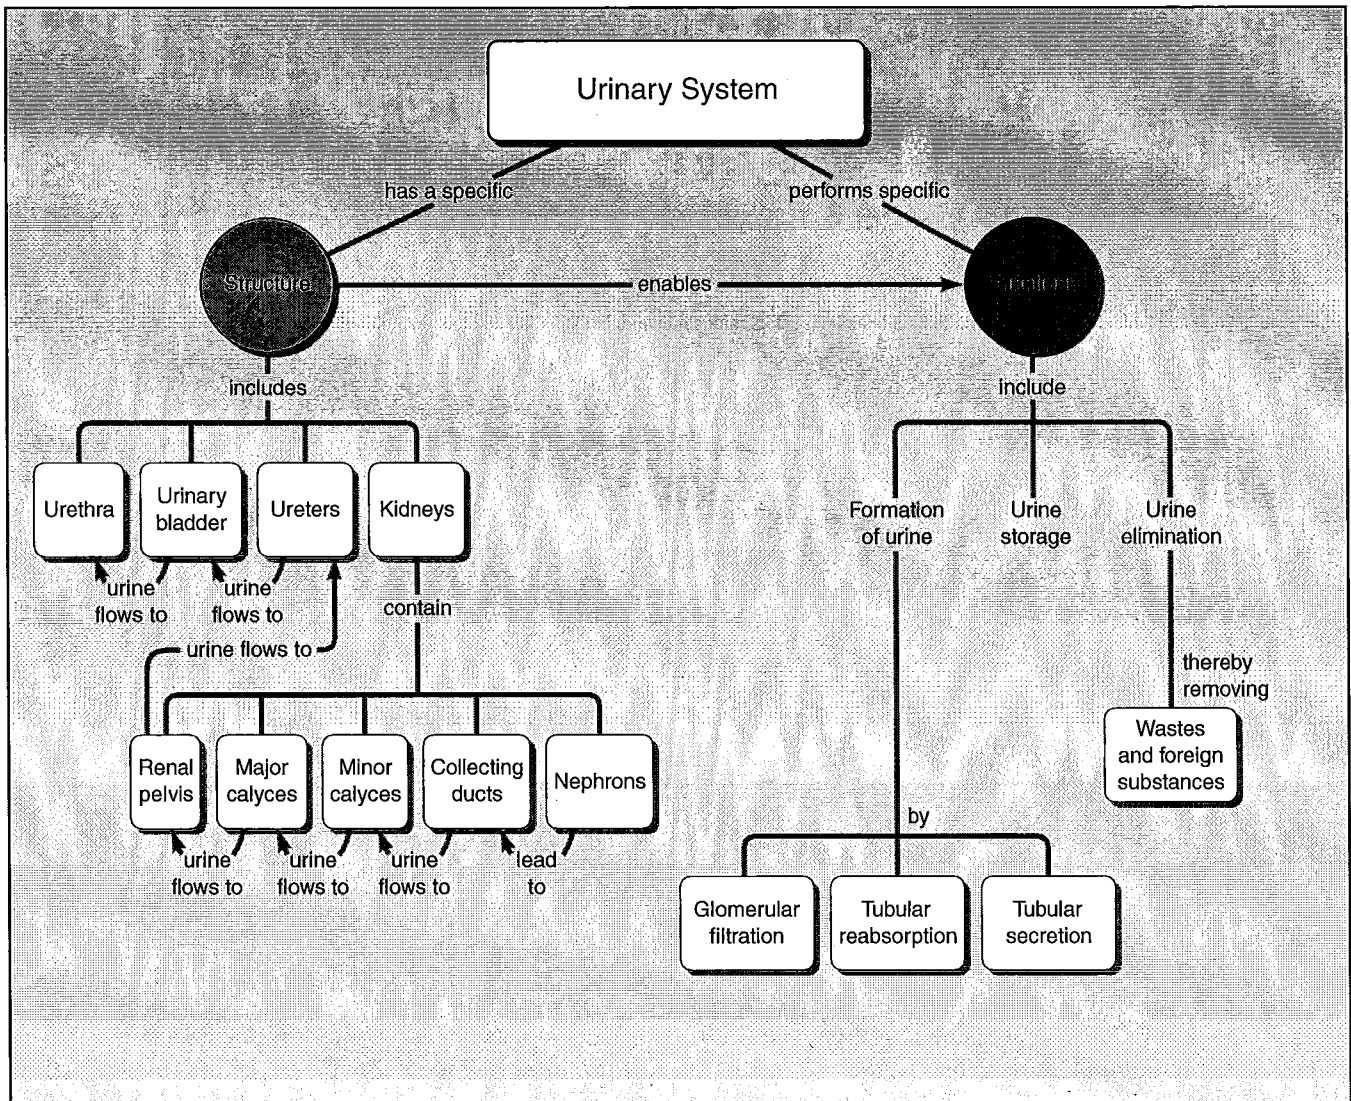 Urinary System
has a specific
performs specific
Structure
enables
includes
include
Urethra
Urinary
bladder
Ureters
Kidneys
Formation
of urine
Urine
storage
Urine
elimination
urine
flows to
urine
flows to
contain
urine flows to
thereby
removing
Renal
pelvis
Major
calyces
Minor
calyces
Collecting
ducts
Nephrons
Wastes
and foreign
substances
by
urine
flows to
urine
flows to
urine
flows to
lead
to
Glomerular
filtration
Tubular
reabsorption
Tubular
secretion